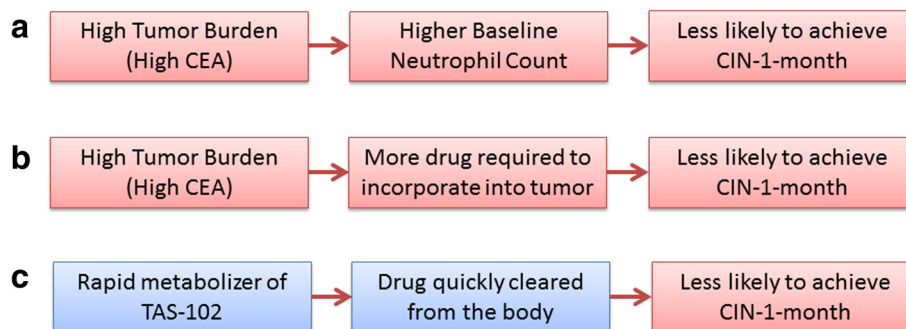 a
High Tumor Burden
(High CEA)
Higher Baseline
Neutrophil Count
Less likely to achieve
CIN-1-month
b
High Tumor Burden
(High CEA)
More drug required to
incorporate into tumor
Less likely to achieve
CIN-1-month
c
Rapid metabolizer of
TAS-102
Drug quickly cleared
from the body
Less likely to achieve
CIN-1-month